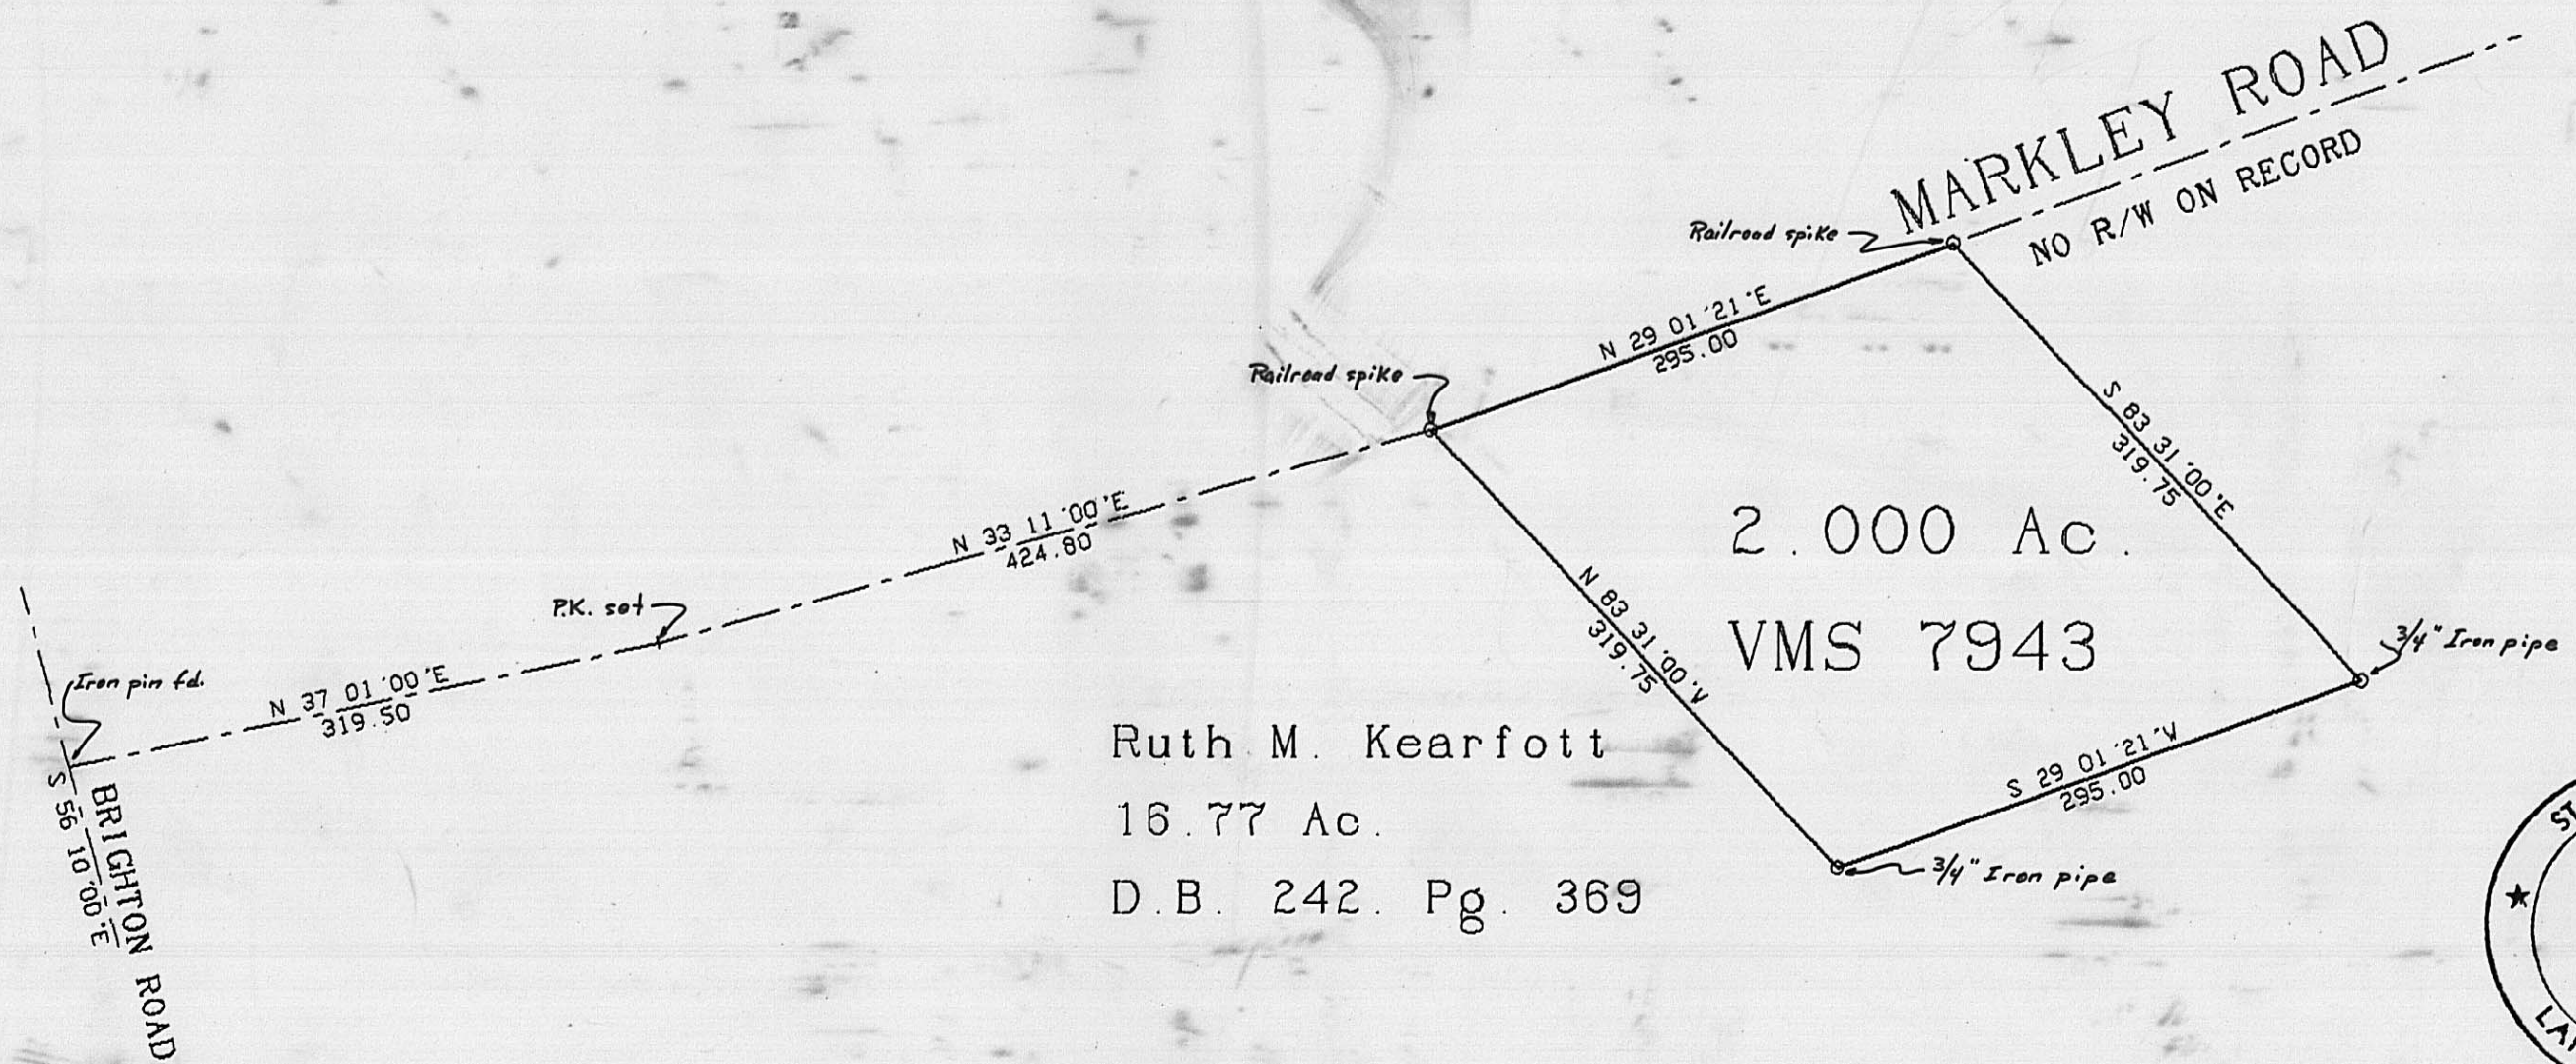 MARKLEY ROAD
NO R/W ON RECORD
Railroad spike
N 29 01 '21 "E
295.00
Railroad spike
S 83 31 '00 "E
319.75
N 33 11 '00 "E
424.80
2.000 Ac.
VMS 7943
N 83 31 '00 "W
319.75
P.K. set
3/4" Iron pipe
Iron pin fd.
N 37 01 '00 "E
319.50
Ruth M. Kearfott
16.77 Ac.
D.B. 242. Pg. 369
S 29 01 '21 "W
295.00
3/4" Iron pipe
BRIGHTON ROAD
S 56 10 '00 "E
ST
LA